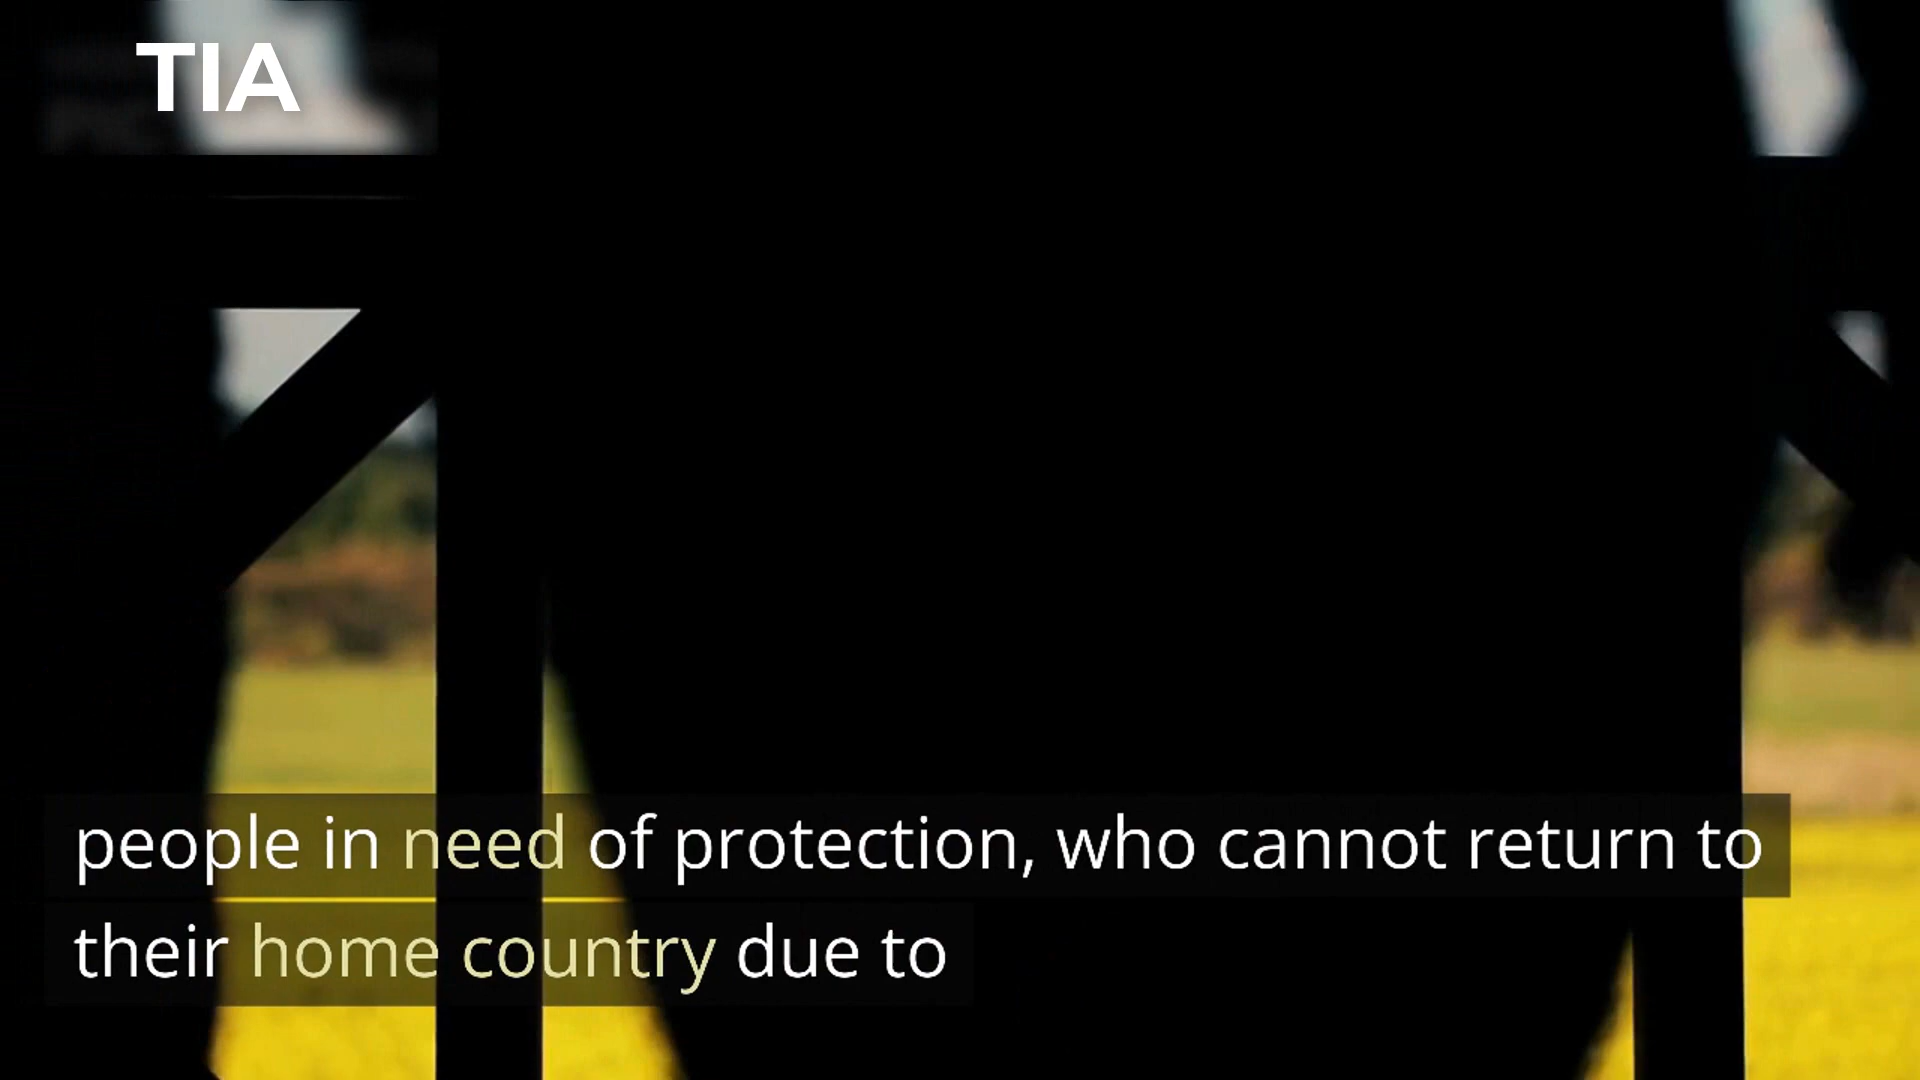 TIA
people in need of protection, who cannot return to
their home country due to